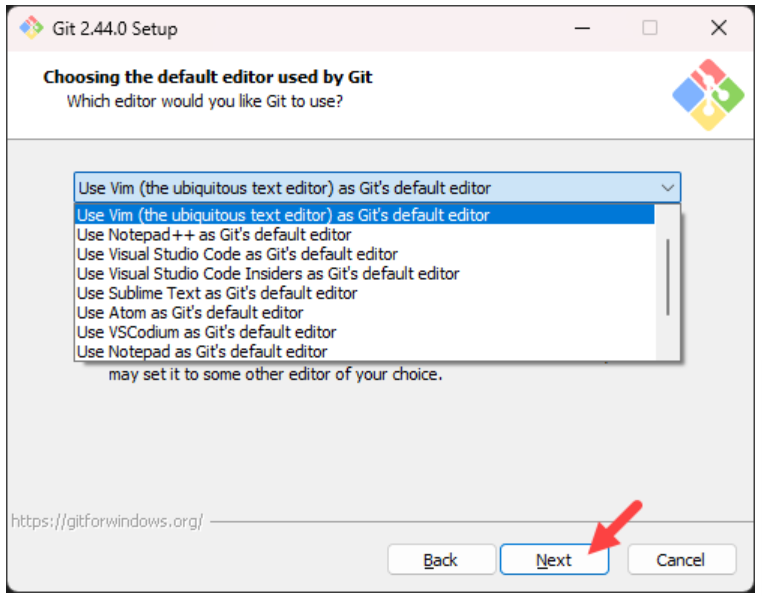 Git 2.44.0 Setup
Choosing the default editor used by Git
Which editor would you like Git to use?
Use Vim (the ubiquitous text editor) as Git's default editor
Use Vim (the ubiquitous text editor) as Git's default editor
Use Notepad++ as Git's default editor
Use Visual Studio Code as Git's default editor
Use Visual Studio Code Insiders as Git's default editor
Use Sublime Text as Git's default editor
Use Atom as Git's default editor
Use VSCodium as Git's default editor
Use Notepad as Git's default editor
may set it to some other editor of your choice.
https://gitforwindows.org/
Back Next Cancel